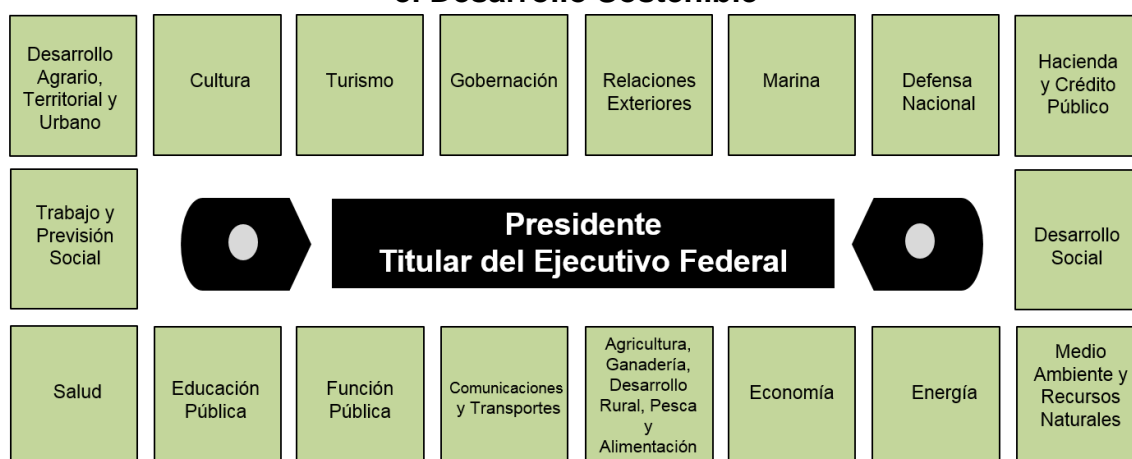 Desarrollo Sostenible
Desarrollo
Agrario,
Territorial y
Urbano
Cultura
Turismo
Gobernación
Relaciones
Exteriores
Marina
Defensa
Nacional
Hacienda
y Crédito
Público
Trabajo y
Previsión
Social
Presidente
Titular del Ejecutivo Federal
Desarrollo
Social
Salud
Educación
Pública
Función
Pública
Comunicaciones
y Transportes
Agricultura,
Ganadería,
Desarrollo
Rural, Pesca
y
Alimentación
Economía
Energía
Medio
Ambiente y
Recursos
Naturales